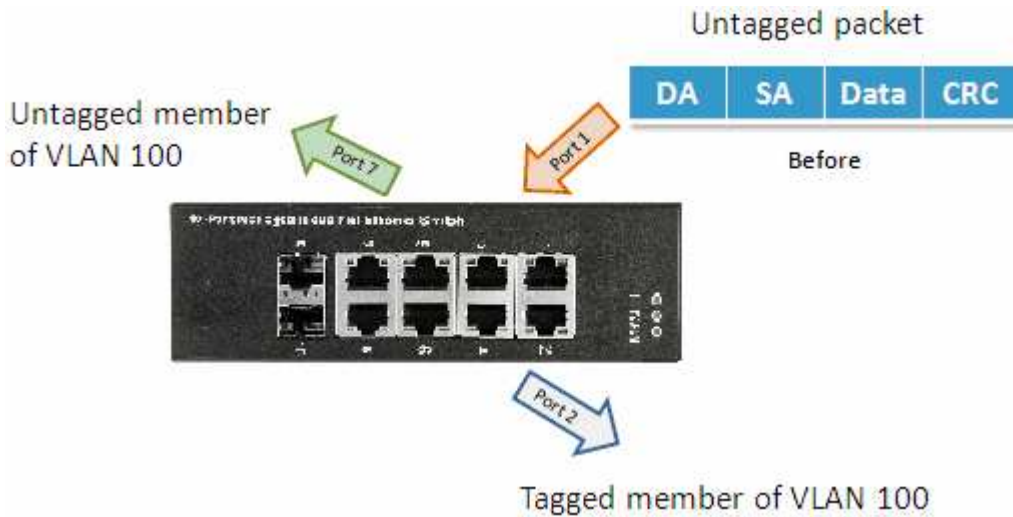 Untagged packet
DA SA Data CRC
Before
Untagged member
of VLAN 100
Port 7
Port 1
Port 2
Tagged member of VLAN 100